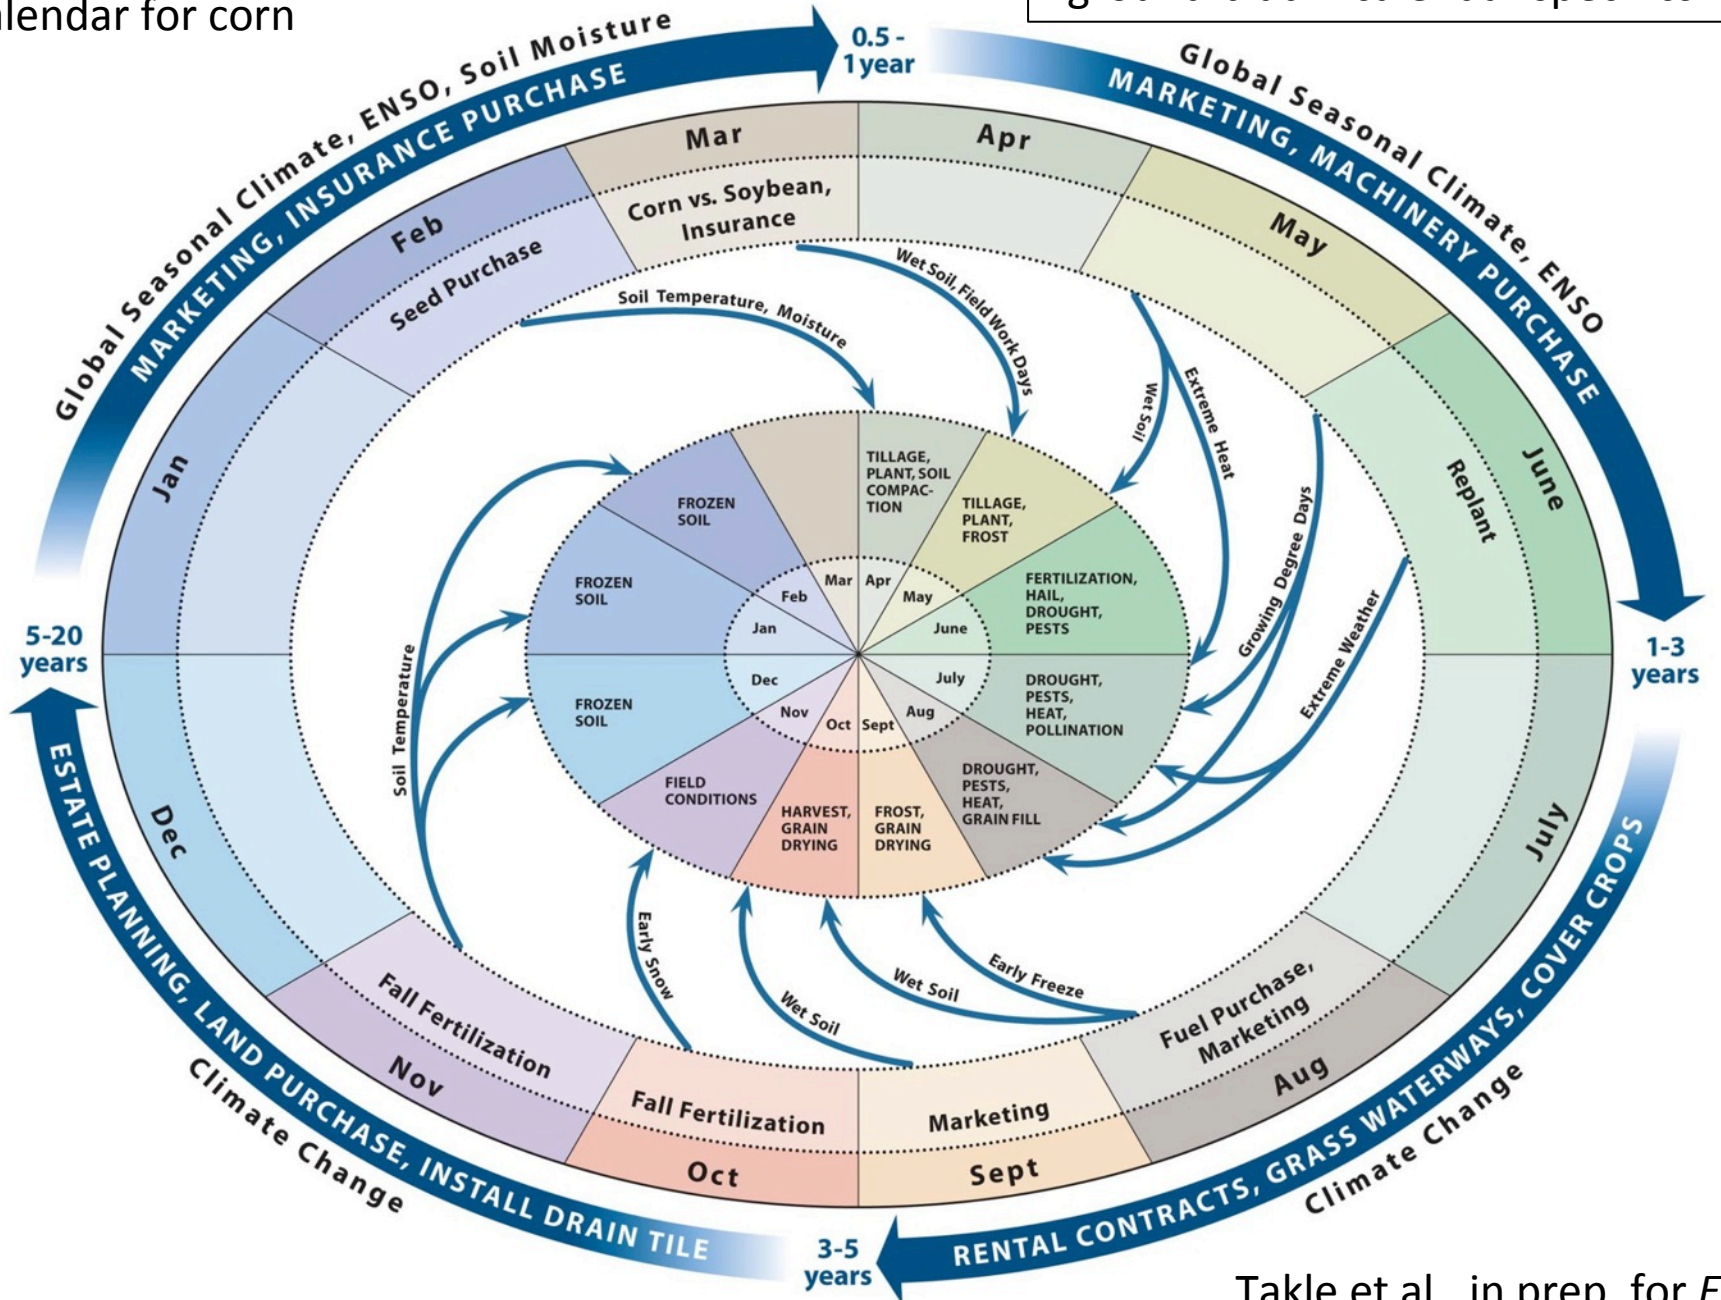 alendar for corn
Global Seasonal Climate, ENSO, Soil Moisture
MARKETING, INSURANCE PURCHASE
0.5 -
1 year
Global Seasonal Climate, ENSO
MARKETING, MACHINERY PURCHASE
1-3
years
RENTAL CONTRACTS, GRASS WATERWAYS, COVER CROPS
Climate Change
3-5
years
ESTATE PLANNING, LAND PURCHASE, INSTALL DRAIN TILE
Climate Change
5-20
years
Jan
Feb
Seed Purchase
Mar
Corn vs. Soybean,
Insurance
Apr
May
June
Replant
July
Aug
Fuel Purchase,
Marketing
Sept
Marketing
Oct
Fall Fertilization
Nov
Fall Fertilization
Dec
Soil Temperature, Moisture
Wet Soil, Field Work Days
Wet Soil
Extreme Heat
Growing Degree Days
Extreme Weather
Early Freeze
Wet Soil
Wet Soil
Early Snow
Soil Temperature
FROZEN
SOIL
FROZEN
SOIL
TILLAGE,
PLANT, SOIL
COMPAC-
TION
TILLAGE,
PLANT,
FROST
FERTILIZATION,
HAIL,
DROUGHT,
PESTS
DROUGHT,
PESTS,
HEAT,
POLLINATION
DROUGHT,
PESTS,
HEAT,
GRAIN FILL
FROST,
GRAIN
DRYING
HARVEST,
GRAIN
DRYING
FIELD
CONDITIONS
FROZEN
SOIL
Jan
Feb
Mar
Apr
May
June
July
Aug
Sept
Oct
Nov
Dec
Takle et al., in prep. for